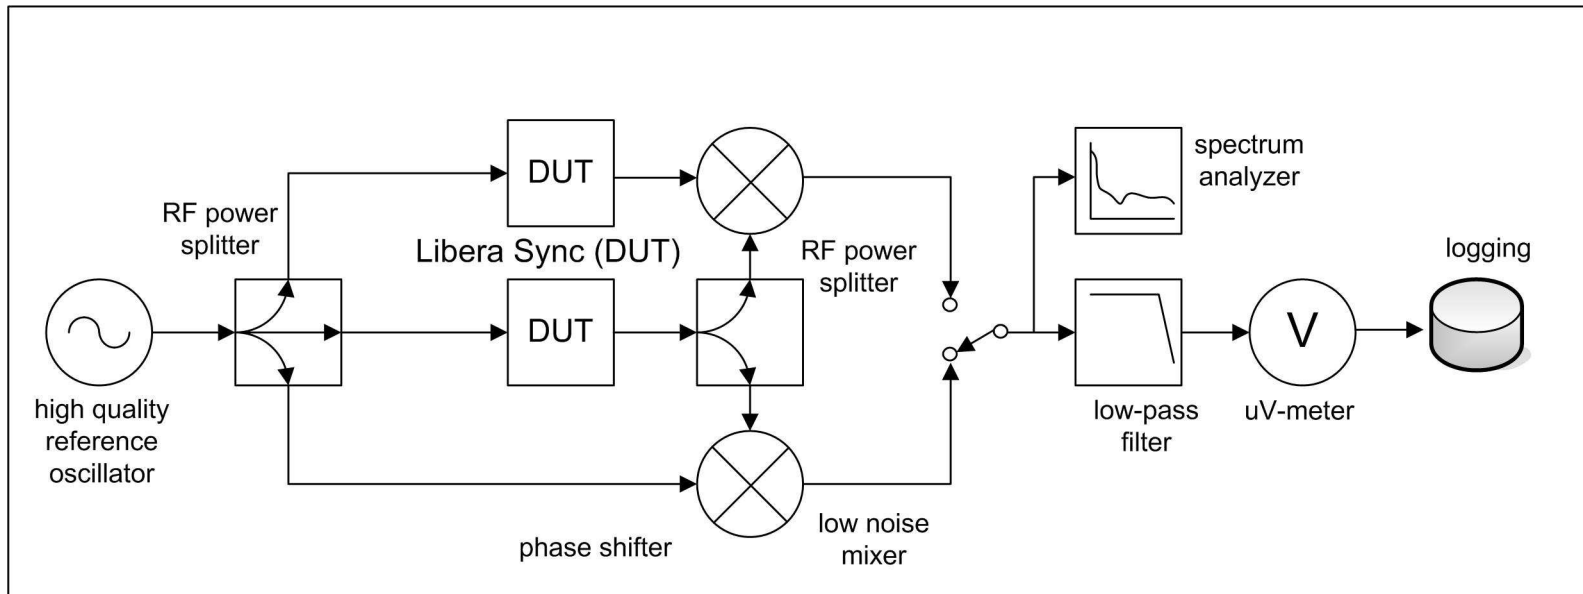 DUT
spectrum
analyzer
RF power
splitter
Libera Sync (DUT)
RF power
splitter
logging
DUT
V
high quality
reference
oscillator
low-pass
filter
uV-meter
phase shifter
low noise
mixer